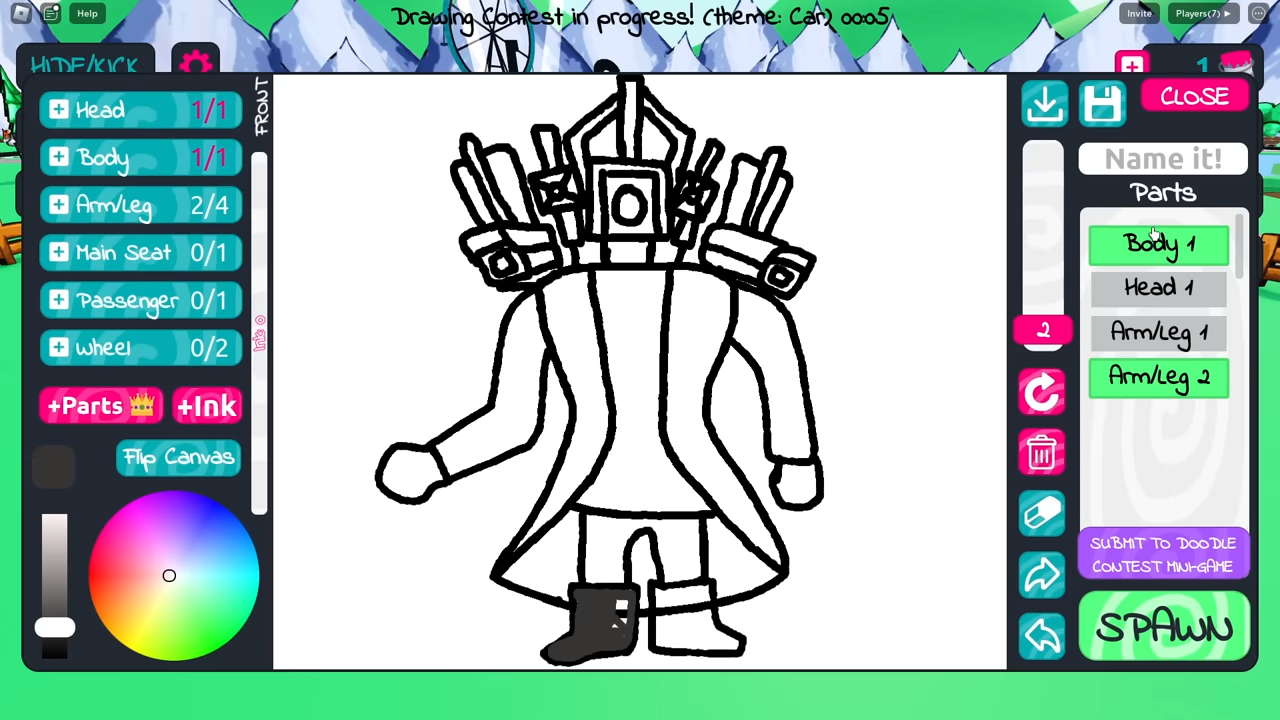 Help
Drawing Contest in progress! (theme: Car) 00:05
Invite
Players(7) ▶
HIDE/KICK
1
CLOSE
Head 1/1
Body 1/1
Arm/Leg 2/4
Main Seat 0/1
Passenger 0/1
Wheel 0/2
+Parts
+Ink
Flip Canvas
FRONT
Ink 0
2
Name it!
Parts
Body 1
Head 1
Arm/Leg 1
Arm/Leg 2
SUBMIT TO DOODLE
CONTEST MINI-GAME
SPAWN